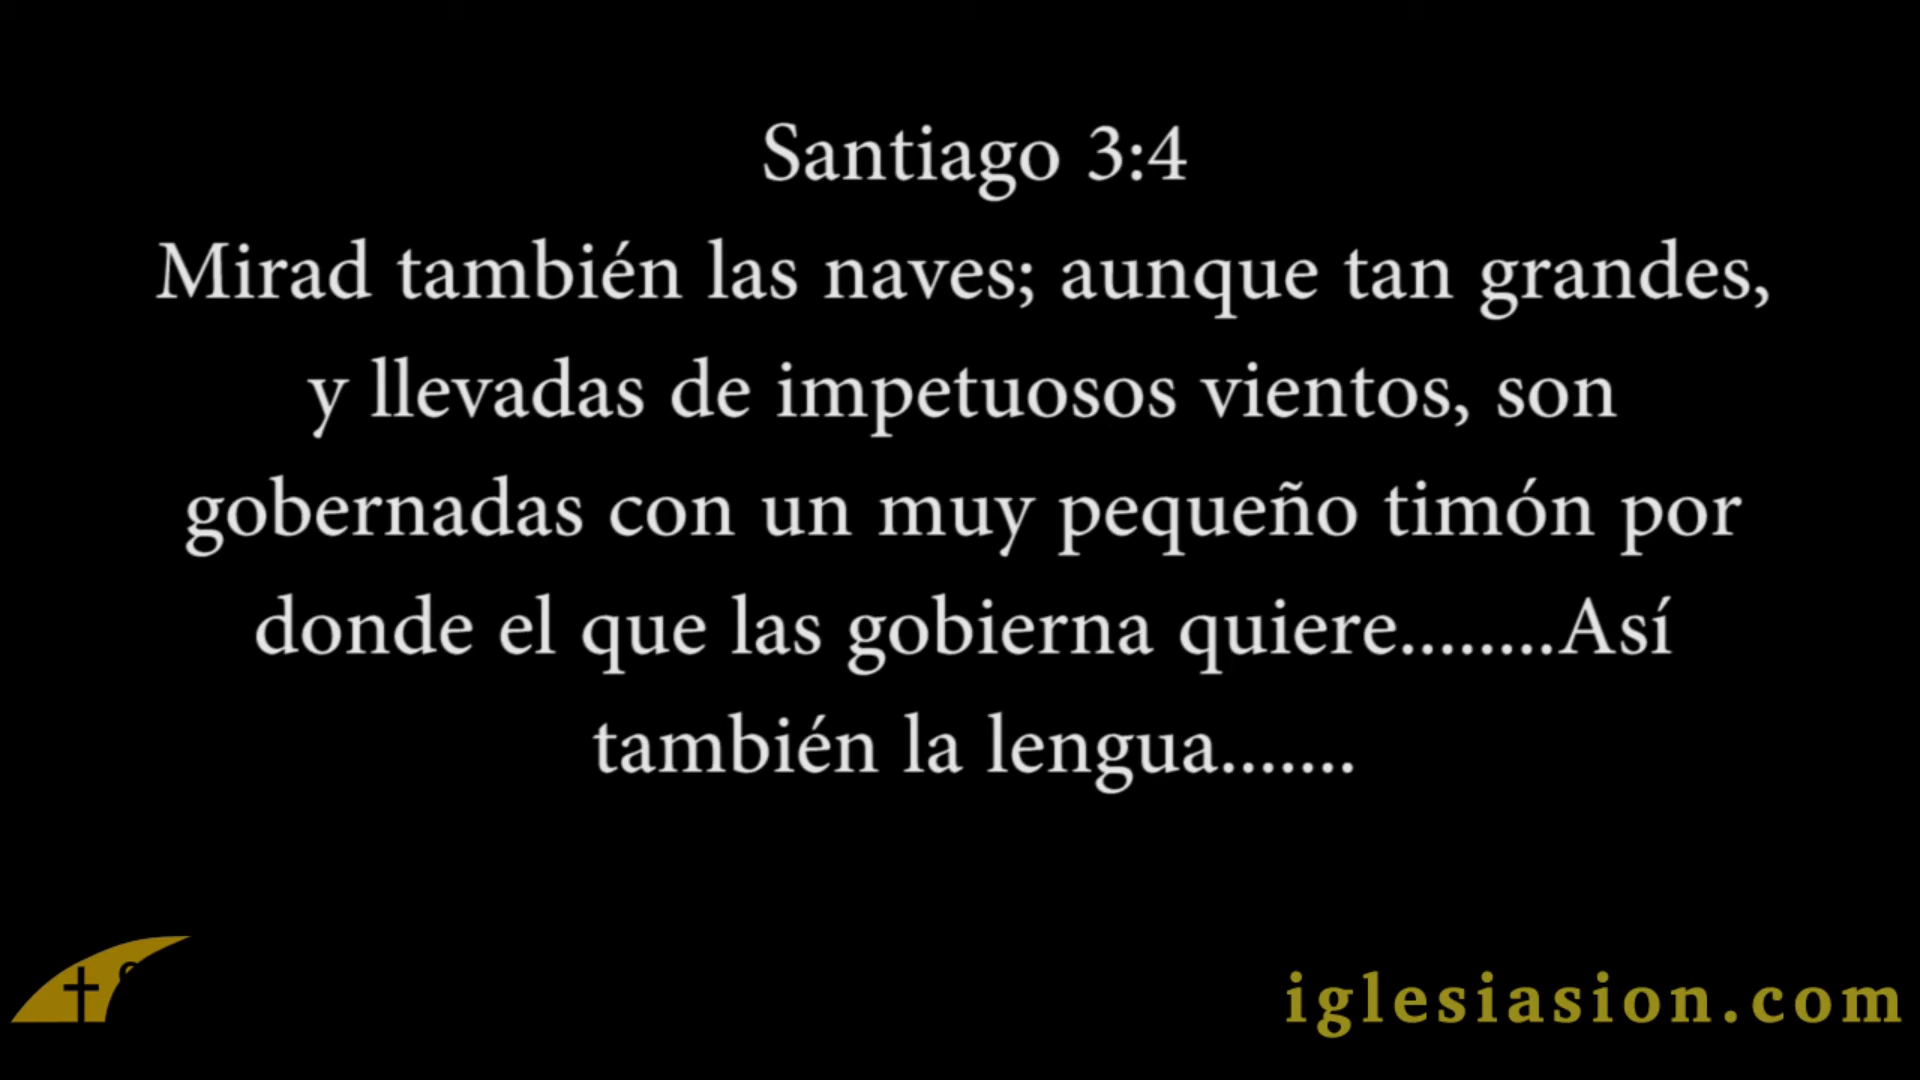 Santiago 3:4
Mirad también las naves; aunque tan grandes,
y llevadas de impetuosos vientos, son
gobernadas con un muy pequeño timón por
donde el que las gobierna quiere........Así
también la lengua.......
iglesiasion.com